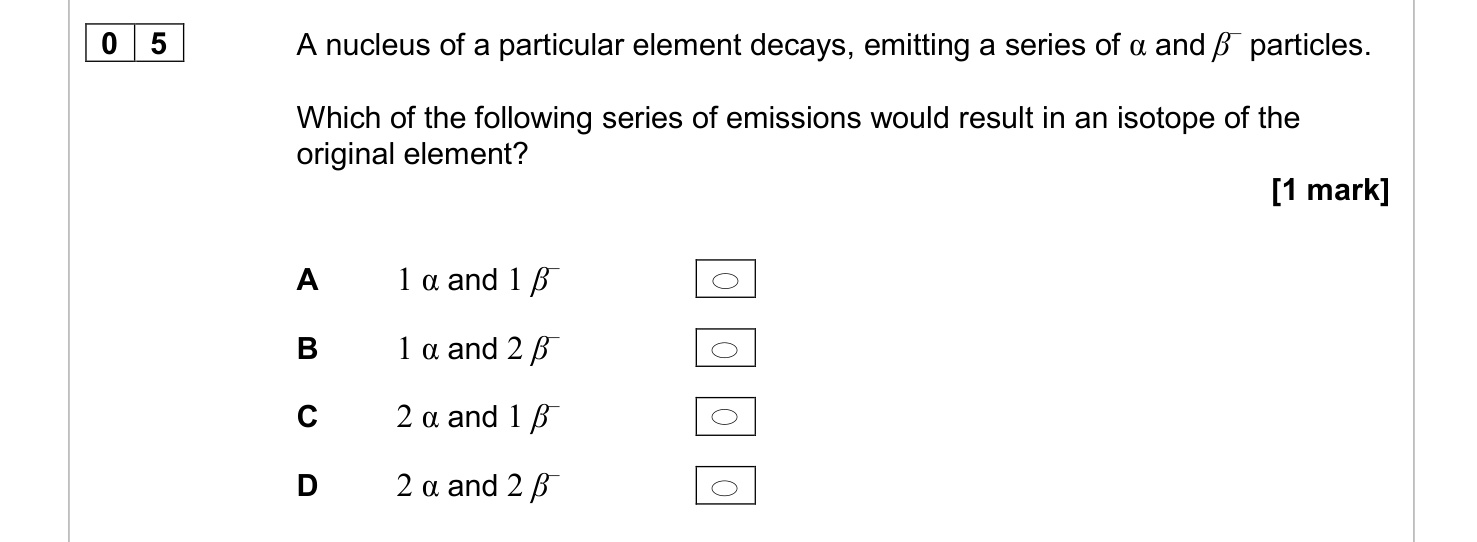 0 5 A nucleus of a particular element decays, emitting a series of α and β⁻ particles.
Which of the following series of emissions would result in an isotope of the
original element?
[1 mark]
A 1 α and 1 β⁻
B 1 α and 2 β⁻
C 2 α and 1 β⁻
D 2 α and 2 β⁻